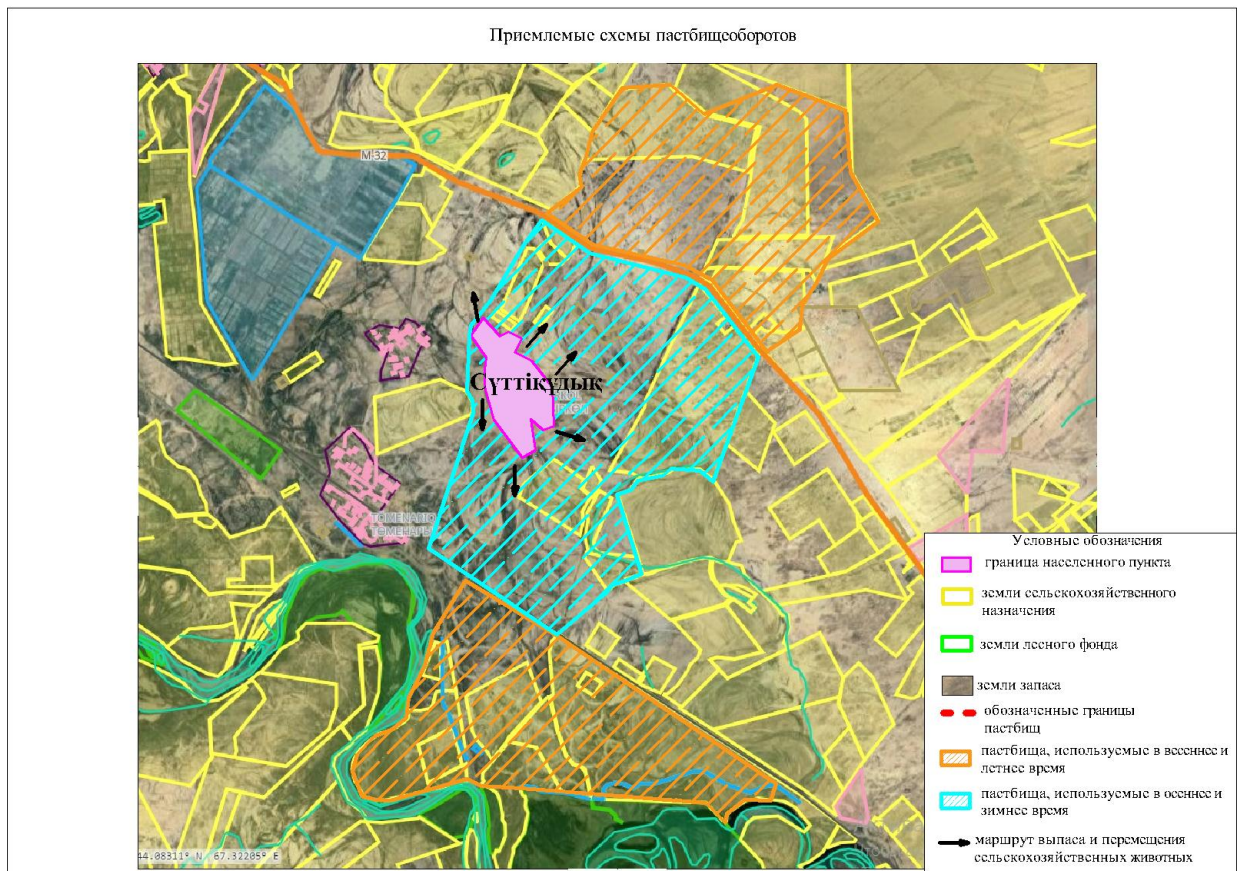 Приемлемые схемы пастбищеоборотов
М-32
Сүттіқұдық
Условные обозначения
граница населенного пункта
земли сельскохозяйственного
назначения
земли лесного фонда
земли запаса
обозначенные границы
пастбищ
пастбища, используемые в весеннее и
летнее время
пастбища, используемые в осеннее и
зимнее время
маршрут выпаса и перемещения
сельскохозяйственных животных
44.08311° N 67.32205° E